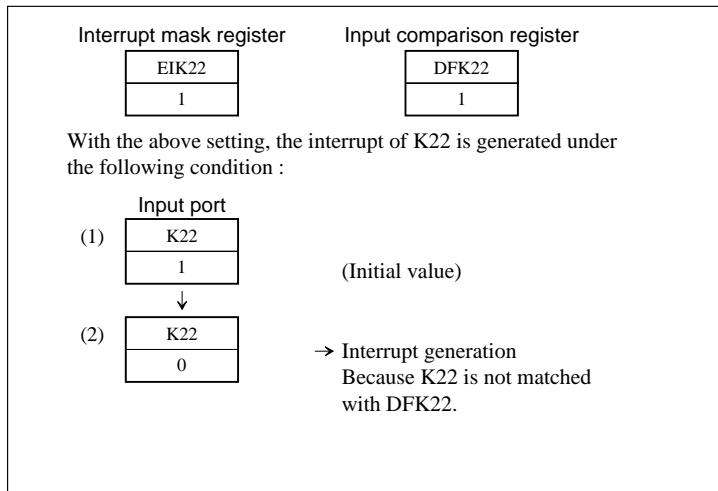 Interrupt mask register Input comparison register
EIK22 DFK22
1 1
With the above setting, the interrupt of K22 is generated under
the following condition :
Input port
(1) K22
1 (Initial value)
↓
(2) K22
0 → Interrupt generation
Because K22 is not matched
with DFK22.